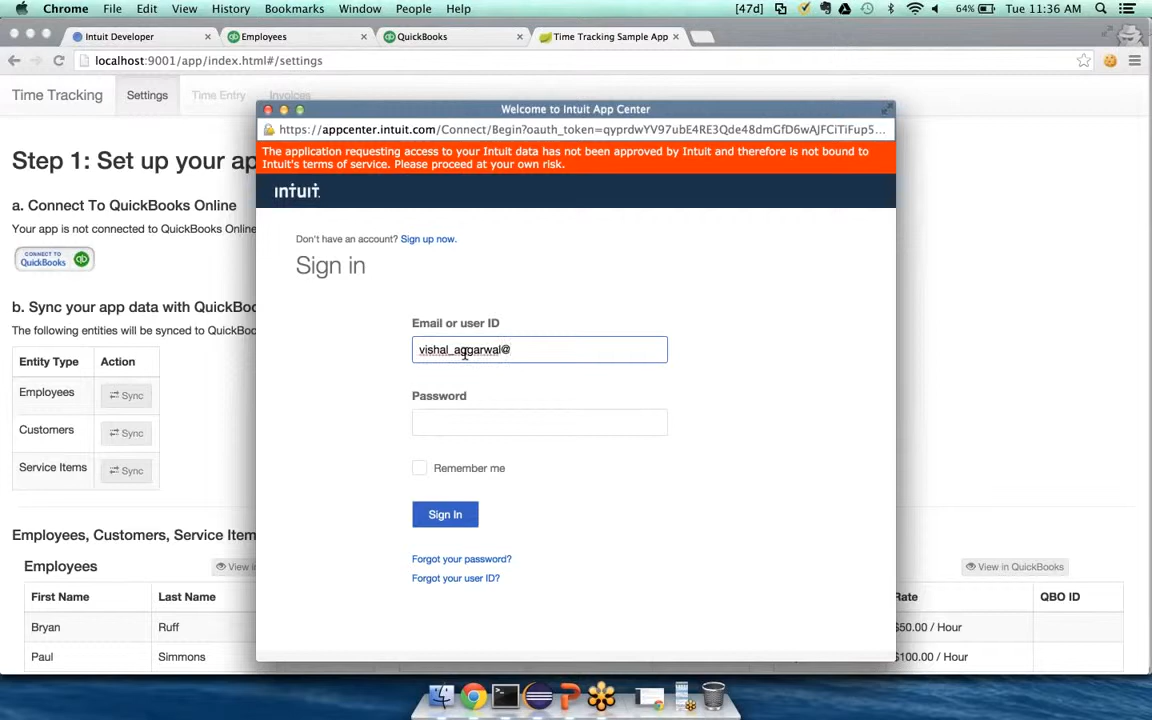 Chrome File Edit View History Bookmarks Window People Help [47d] 64% Tue 11:36 AM
Intuit Developer × Employees × QuickBooks × Time Tracking Sample App ×
localhost:9001/app/index.html#/settings
Time Tracking Settings Time Entry Invoices
Welcome to Intuit App Center
https://appcenter.intuit.com/Connect/Begin?oauth_token=qyprdwYV97ubE4RE3Qde48dmGfD6wAJFCiTiFup5...
The application requesting access to your Intuit data has not been approved by Intuit and therefore is not bound to
Intuit's terms of service. Please proceed at your own risk.
intuit
Step 1: Set up your ap
a. Connect To QuickBooks Online
Your app is not connected to QuickBooks Online
CONNECT TO
QuickBooks qb
b. Sync your app data with QuickBoo
The following entities will be synced to QuickBoo
Entity Type Action
Employees Sync
Customers Sync
Service Items Sync
Don't have an account? Sign up now.
Sign in
Email or user ID
vishal_aggarwal@
Password
Remember me
Sign In
Forgot your password?
Forgot your user ID?
Employees, Customers, Service Item
Employees View in View in QuickBooks
First Name Last Name Rate QBO ID
Bryan Ruff $50.00 / Hour
Paul Simmons $100.00 / Hour